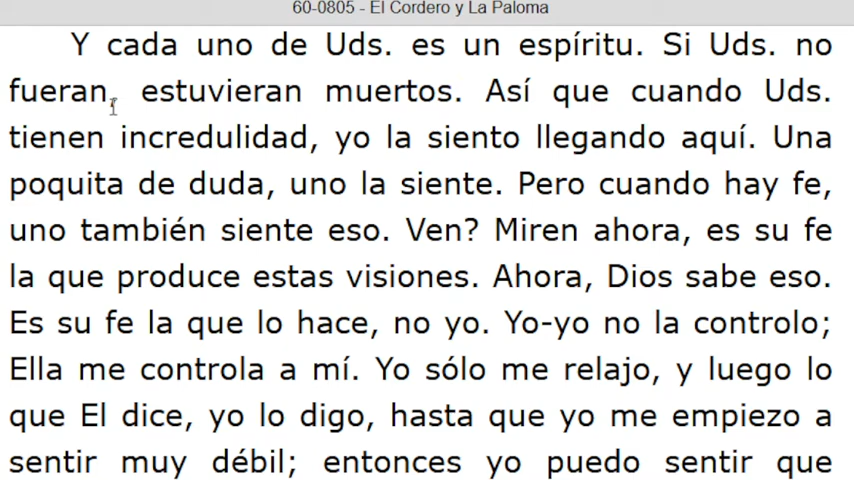 60-0805 - El Cordero y La Paloma
Y cada uno de Uds. es un espíritu. Si Uds. no
fueran, estuvieran muertos. Así que cuando Uds.
tienen incredulidad, yo la siento llegando aquí. Una
poquita de duda, uno la siente. Pero cuando hay fe,
uno también siente eso. Ven? Miren ahora, es su fe
la que produce estas visiones. Ahora, Dios sabe eso.
Es su fe la que lo hace, no yo. Yo-yo no la controlo;
Ella me controla a mí. Yo sólo me relajo, y luego lo
que El dice, yo lo digo, hasta que yo me empiezo a
sentir muy débil; entonces yo puedo sentir que